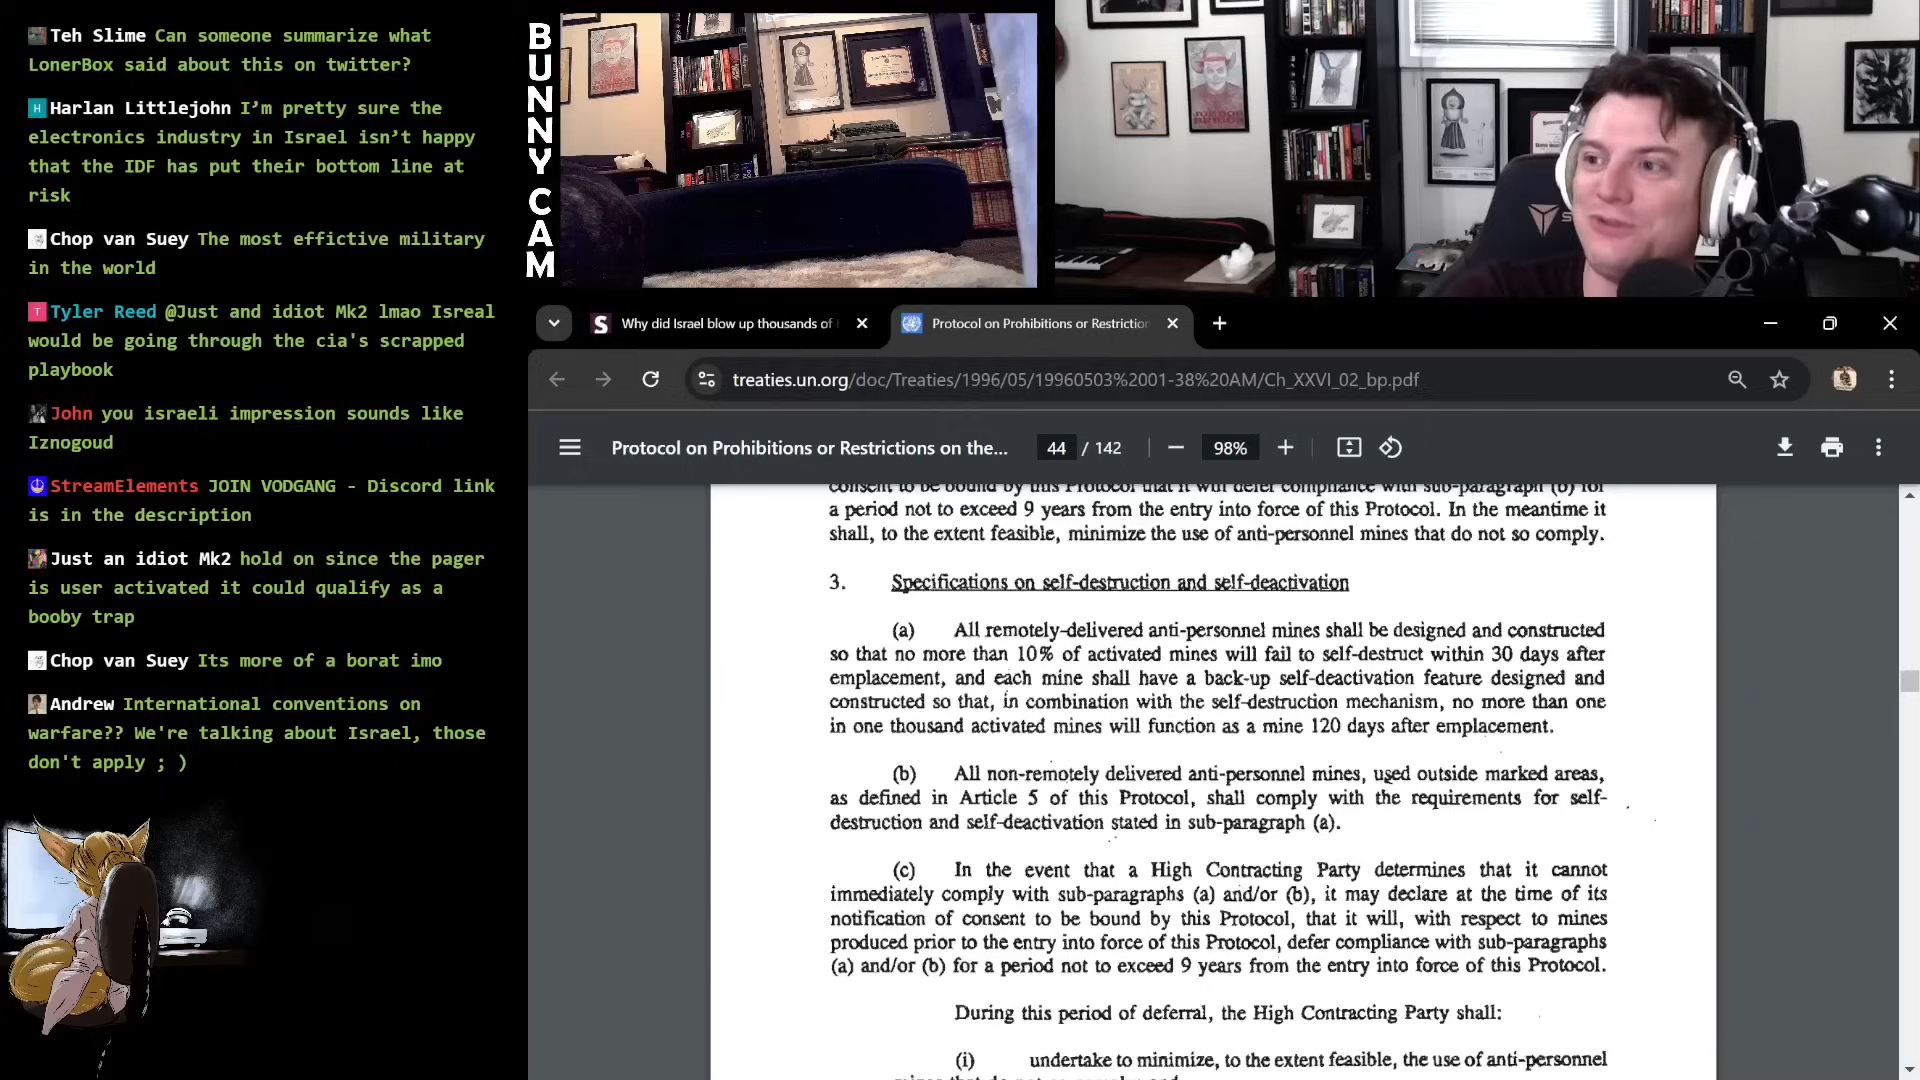 Teh Slime Can someone summarize what
LonerBox said about this on twitter?
H Harlan Littlejohn I’m pretty sure the
electronics industry in Israel isn’t happy
that the IDF has put their bottom line at
risk
Chop van Suey The most effictive military
in the world
T Tyler Reed @Just and idiot Mk2 lmao Isreal
would be going through the cia's scrapped
playbook
John you israeli impression sounds like
Iznogoud
StreamElements JOIN VODGANG - Discord link
is in the description
Just an idiot Mk2 hold on since the pager
is user activated it could qualify as a
booby trap
Chop van Suey Its more of a borat imo
Andrew International conventions on
warfare?? We're talking about Israel, those
don't apply ; )
BUNNY CAM
Why did Israel blow up thousands of
Protocol on Prohibitions or Restriction
treaties.un.org/doc/Treaties/1996/05/19960503%2001-38%20AM/Ch_XXVI_02_bp.pdf
Protocol on Prohibitions or Restrictions on the... 44 / 142 98%
consent to be bound by this Protocol that it will defer compliance with sub-paragraph (b) for
a period not to exceed 9 years from the entry into force of this Protocol. In the meantime it
shall, to the extent feasible, minimize the use of anti-personnel mines that do not so comply.
3. Specifications on self-destruction and self-deactivation
(a) All remotely-delivered anti-personnel mines shall be designed and constructed
so that no more than 10% of activated mines will fail to self-destruct within 30 days after
emplacement, and each mine shall have a back-up self-deactivation feature designed and
constructed so that, in combination with the self-destruction mechanism, no more than one
in one thousand activated mines will function as a mine 120 days after emplacement.
(b) All non-remotely delivered anti-personnel mines, used outside marked areas,
as defined in Article 5 of this Protocol, shall comply with the requirements for self-
destruction and self-deactivation stated in sub-paragraph (a).
(c) In the event that a High Contracting Party determines that it cannot
immediately comply with sub-paragraphs (a) and/or (b), it may declare at the time of its
notification of consent to be bound by this Protocol, that it will, with respect to mines
produced prior to the entry into force of this Protocol, defer compliance with sub-paragraphs
(a) and/or (b) for a period not to exceed 9 years from the entry into force of this Protocol.
During this period of deferral, the High Contracting Party shall:
(i) undertake to minimize, to the extent feasible, the use of anti-personnel